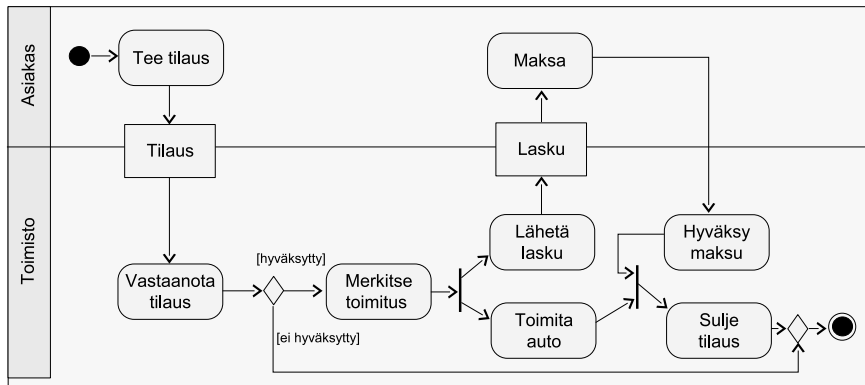 Asiakas
Tee tilaus
Maksa
Tilaus
Lasku
Toimisto
Vastaanota
tilaus
[hyväksytty]
[ei hyväksytty]
Merkitse
toimitus
Lähetä
lasku
Toimita
auto
Hyväksy
maksu
Sulje
tilaus